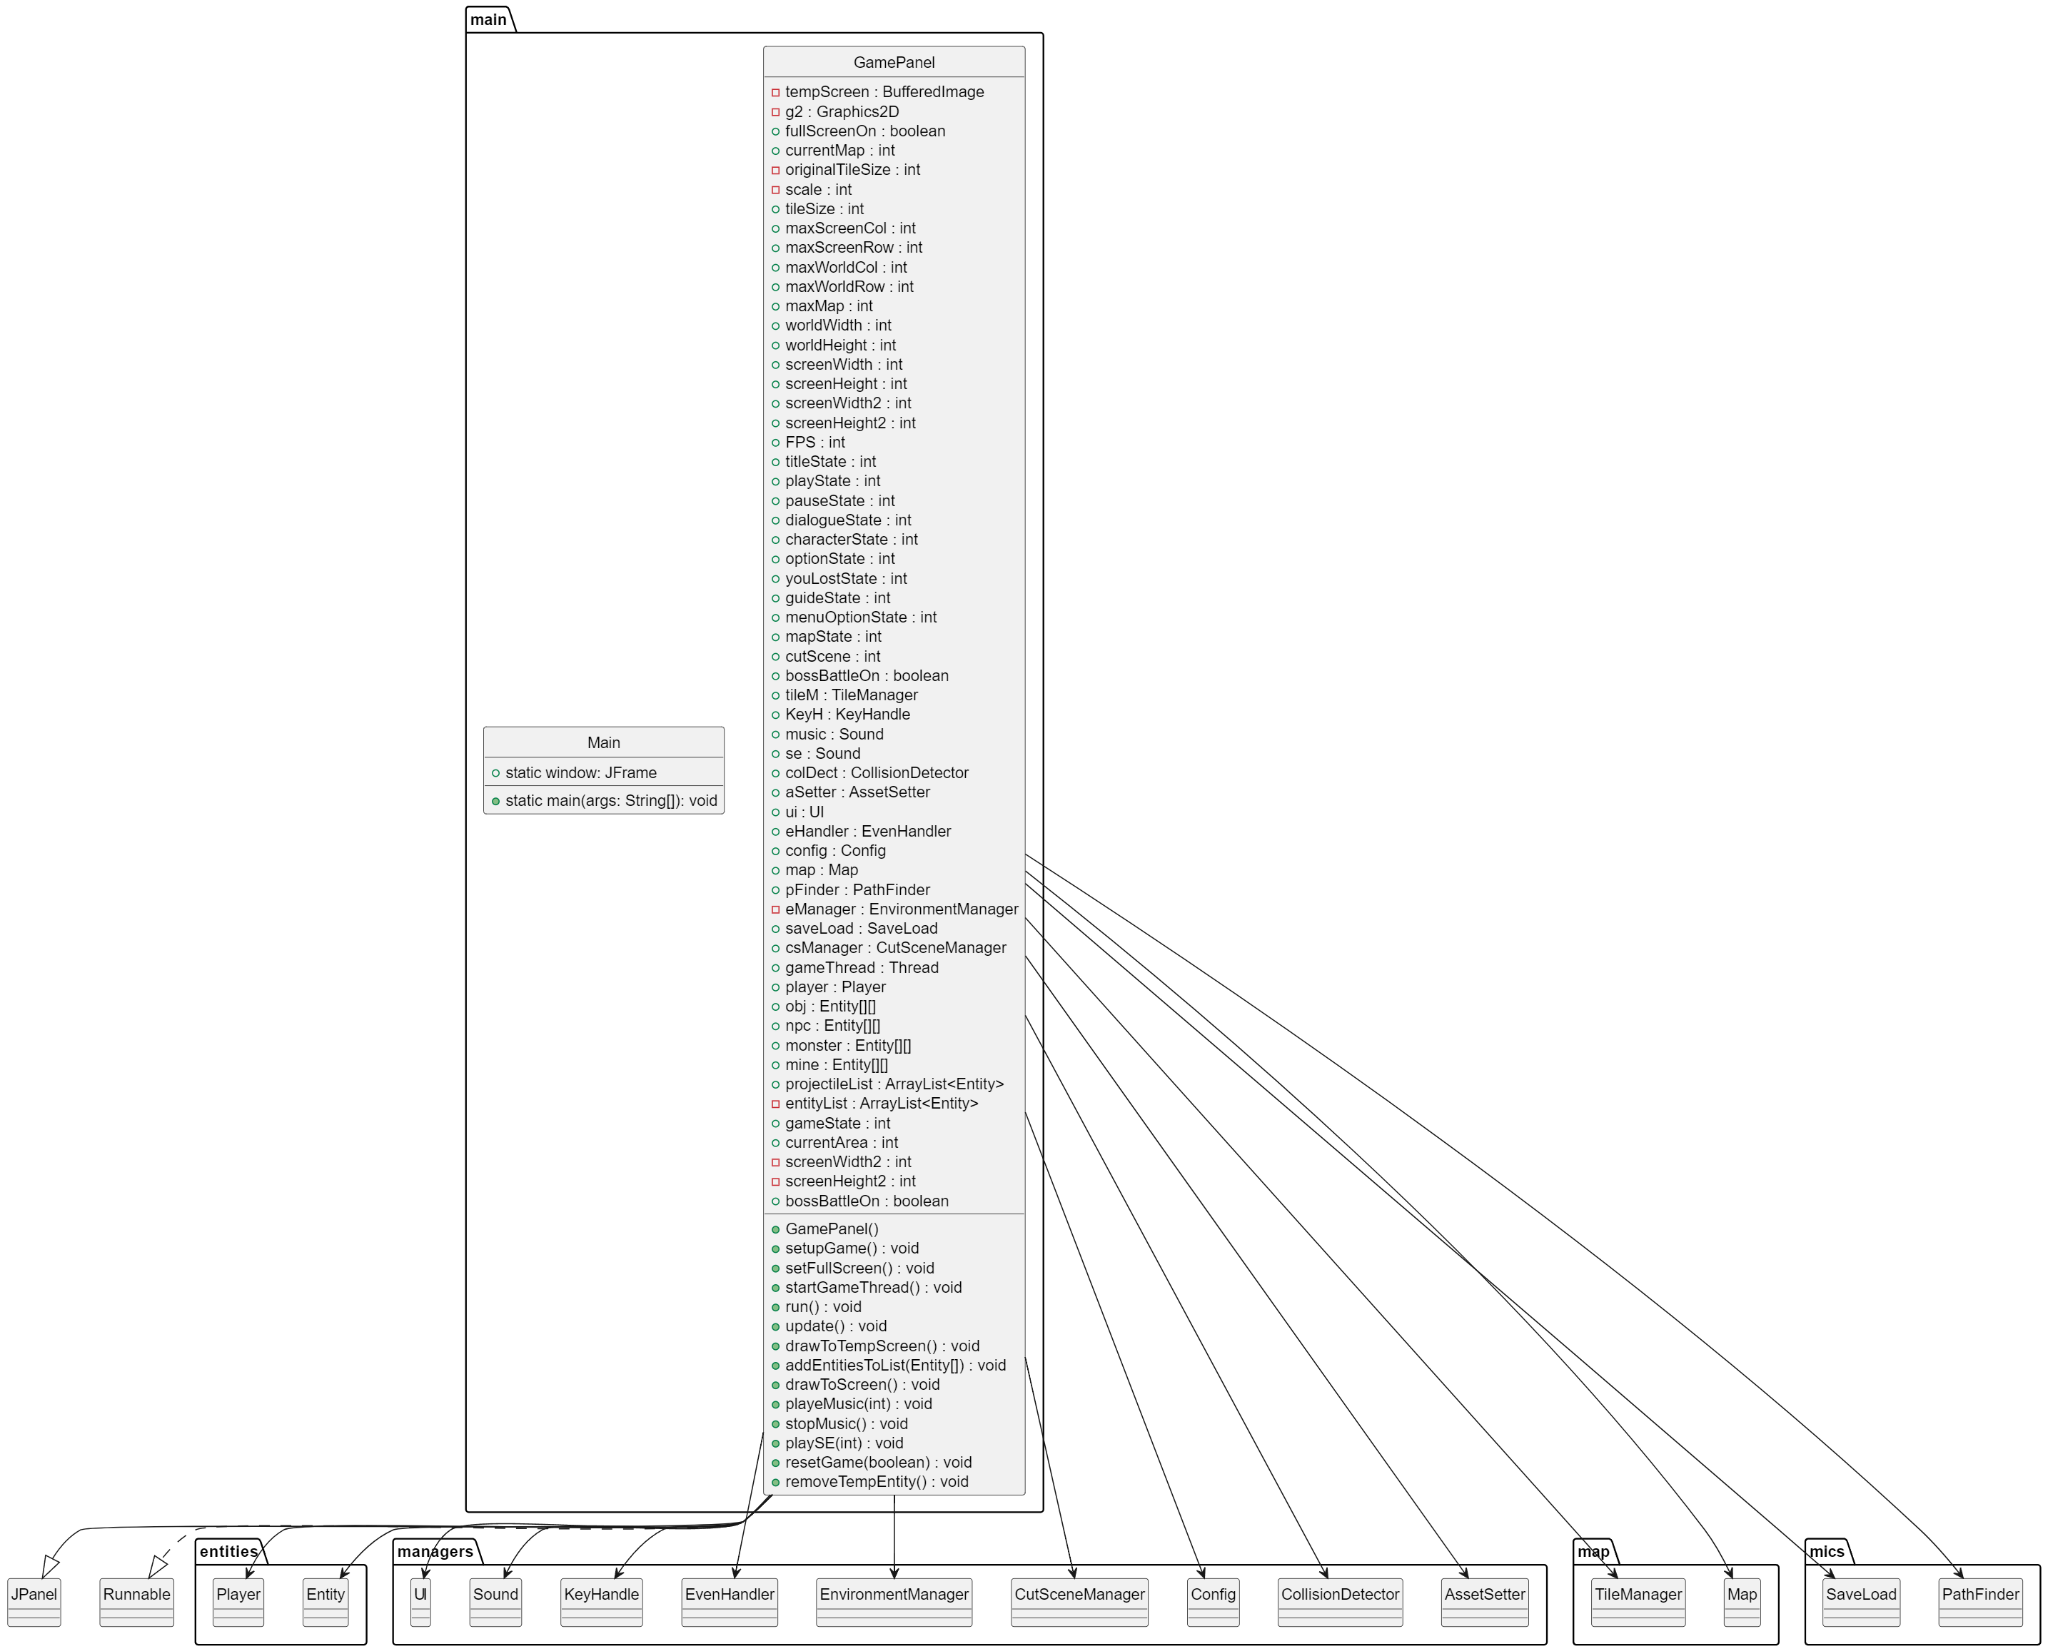 main
GamePanel
tempScreen : BufferedImage
g2 : Graphics2D
fullScreenOn : boolean
currentMap : int
originalTileSize : int
scale : int
tileSize : int
maxScreenCol : int
maxScreenRow : int
maxWorldCol : int
maxWorldRow : int
maxMap : int
worldWidth : int
worldHeight : int
screenWidth : int
screenHeight : int
screenWidth2 : int
screenHeight2 : int
FPS : int
titleState : int
playState : int
pauseState : int
dialogueState : int
characterState : int
optionState : int
youLostState : int
guideState : int
menuOptionState : int
mapState : int
cutScene : int
bossBattleOn : boolean
tileM : TileManager
KeyH : KeyHandle
music : Sound
se : Sound
colDect : CollisionDetector
aSetter : AssetSetter
ui : UI
eHandler : EvenHandler
config : Config
map : Map
pFinder : PathFinder
eManager : EnvironmentManager
saveLoad : SaveLoad
csManager : CutSceneManager
gameThread : Thread
player : Player
obj : Entity[][]
npc : Entity[][]
monster : Entity[][]
mine : Entity[][]
projectileList : ArrayList<Entity>
entityList : ArrayList<Entity>
gameState : int
currentArea : int
screenWidth2 : int
screenHeight2 : int
bossBattleOn : boolean
GamePanel()
setupGame() : void
setFullScreen() : void
startGameThread() : void
run() : void
update() : void
drawToTempScreen() : void
addEntitiesToList(Entity[]) : void
drawToScreen() : void
playeMusic(int) : void
stopMusic() : void
playSE(int) : void
resetGame(boolean) : void
removeTempEntity() : void
Main
static window: JFrame
static main(args: String[]): void
JPanel
Runnable
entities
Player
Entity
managers
UI
Sound
KeyHandle
EvenHandler
EnvironmentManager
CutSceneManager
Config
CollisionDetector
AssetSetter
map
TileManager
Map
mics
SaveLoad
PathFinder